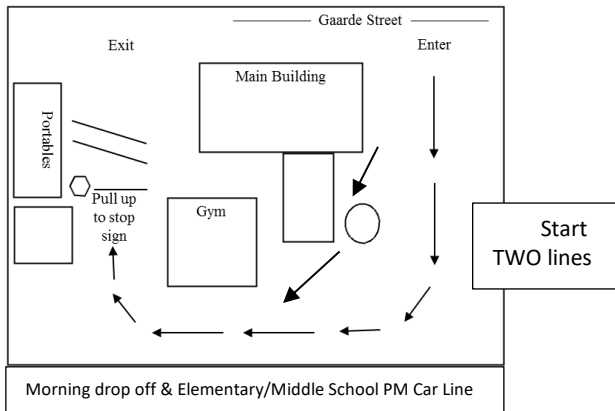 Gaarde Street
Exit
Enter
Main Building
Portables
Pull up
to stop
sign
Gym
Start
TWO lines
Morning drop off & Elementary/Middle School PM Car Line